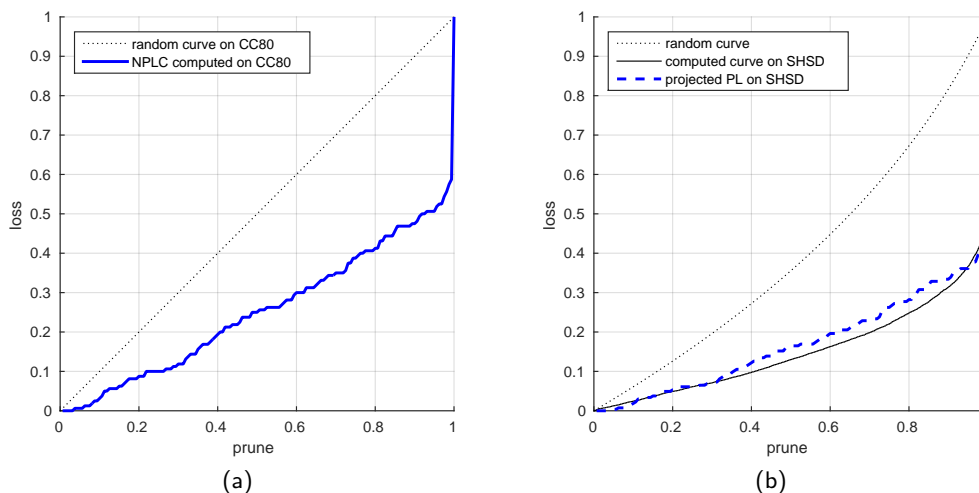 1
0.9
0.8
0.7
0.6
0.5
0.4
0.3
0.2
0.1
0
loss
random curve on CC80
NPLC computed on CC80
0 0.2 0.4 0.6 0.8 1
prune
(a)
1
0.9
0.8
0.7
0.6
0.5
0.4
0.3
0.2
0.1
0
loss
random curve
computed curve on SHSD
projected PL on SHSD
0 0.2 0.4 0.6 0.8
prune
(b)